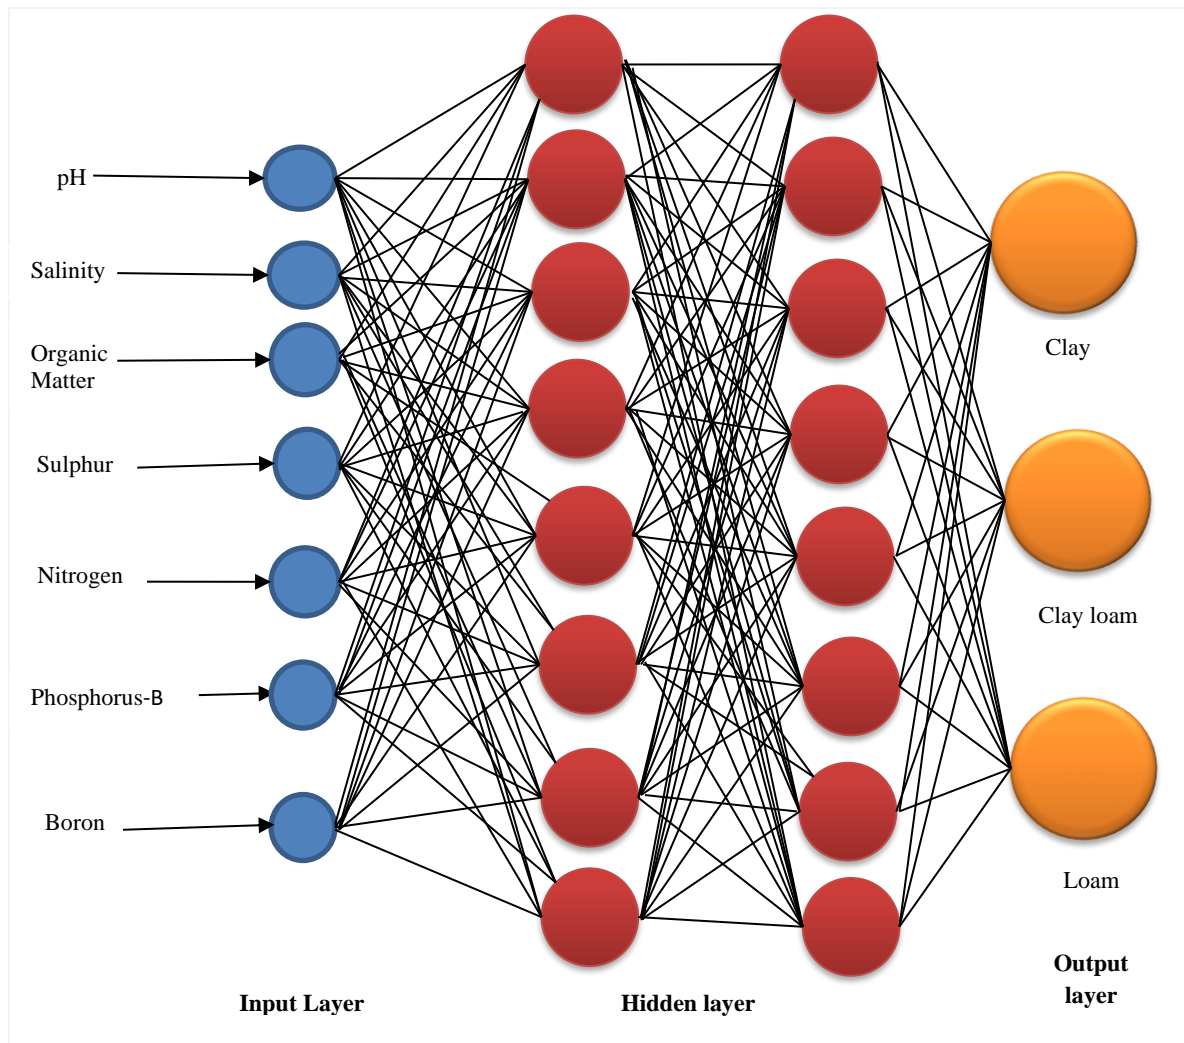 pH
Salinity
Organic
Matter
Sulphur
Nitrogen
Phosphorus-B
Boron
Clay
Clay loam
Loam
Input Layer
Hidden layer
Output
layer